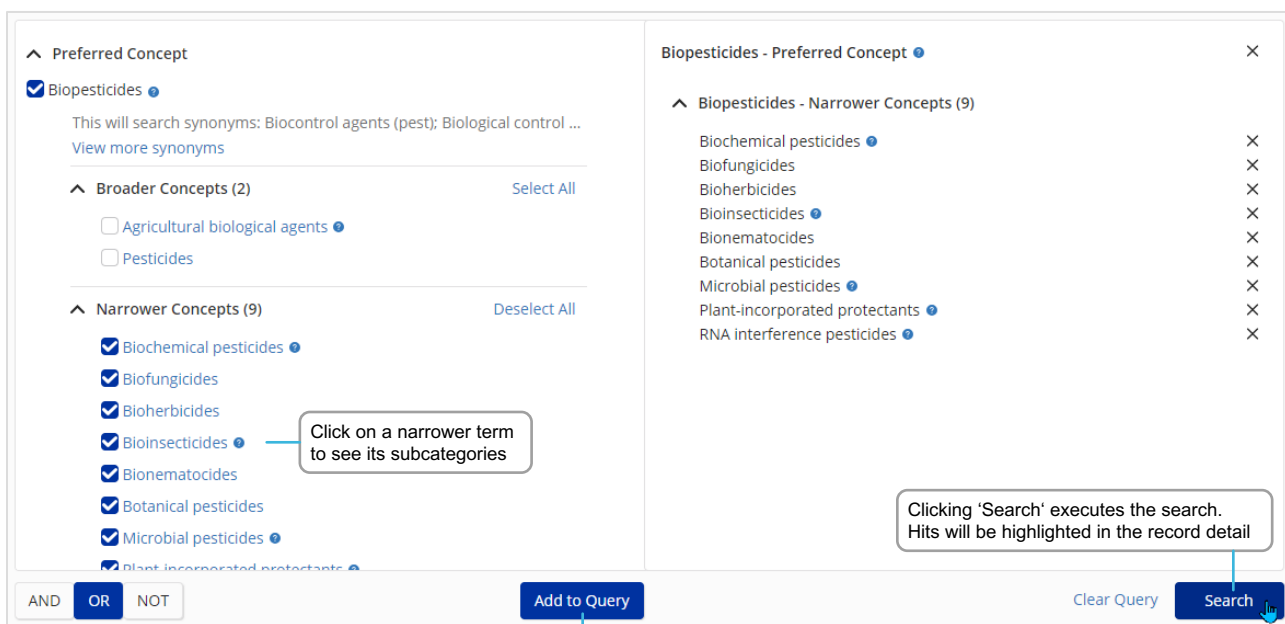 Preferred Concept
Biopesticides
This will search synonyms: Biocontrol agents (pest); Biological control ...
View more synonyms
Broader Concepts (2) Select All
Agricultural biological agents
Pesticides
Narrower Concepts (9) Deselect All
Biochemical pesticides
Biofungicides
Bioherbicides
Bioinsecticides
Bionematocides
Botanical pesticides
Microbial pesticides
Plant-incorporated protectants
Click on a narrower term
to see its subcategories
Biopesticides - Preferred Concept
Biopesticides - Narrower Concepts (9)
Biochemical pesticides
Biofungicides
Bioherbicides
Bioinsecticides
Bionematocides
Botanical pesticides
Microbial pesticides
Plant-incorporated protectants
RNA interference pesticides
Clicking ‘Search‘ executes the search.
Hits will be highlighted in the record detail
AND OR NOT Add to Query Clear Query Search